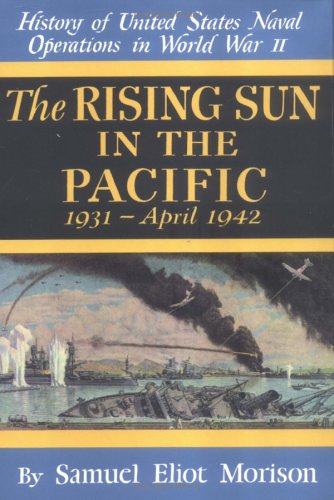 History of United States Naval
Operations in World War II
The RISING SUN
IN THE
PACIFIC
1931 – April 1942
By Samuel Eliot Morison